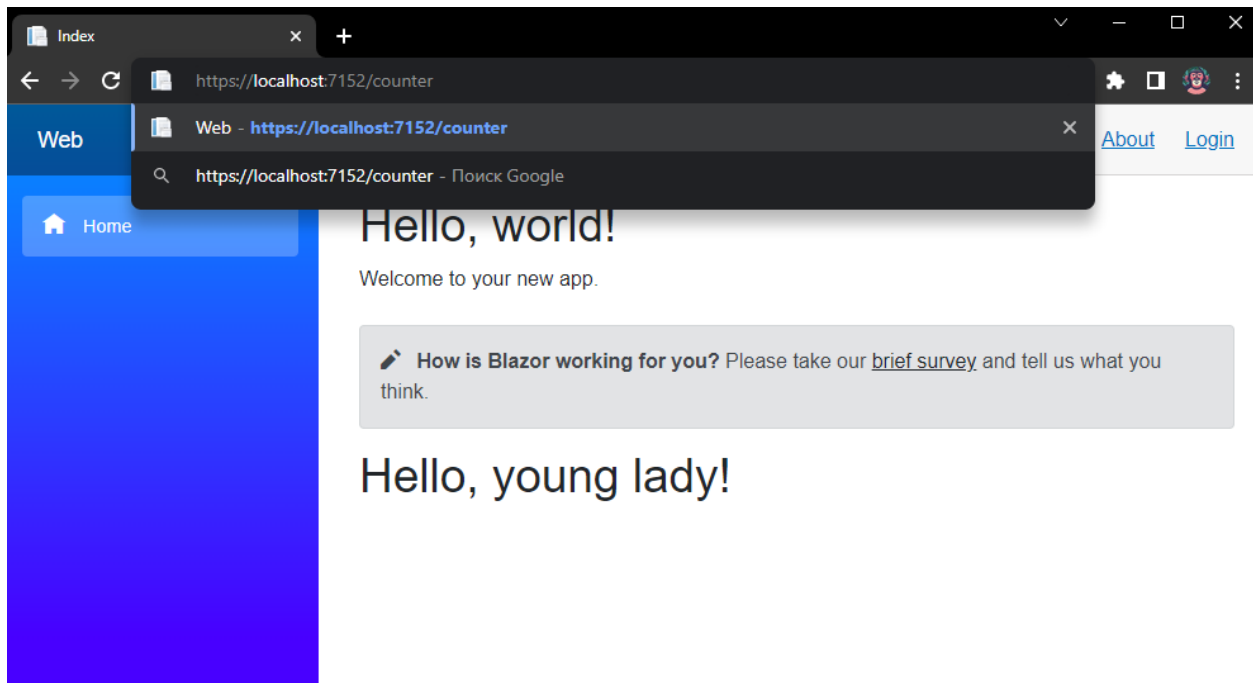 Index
https://localhost:7152/counter
Web - https://localhost:7152/counter
https://localhost:7152/counter - Поиск Google
Web
About Login
Home
Hello, world!
Welcome to your new app.
How is Blazor working for you? Please take our brief survey and tell us what you
think.
Hello, young lady!